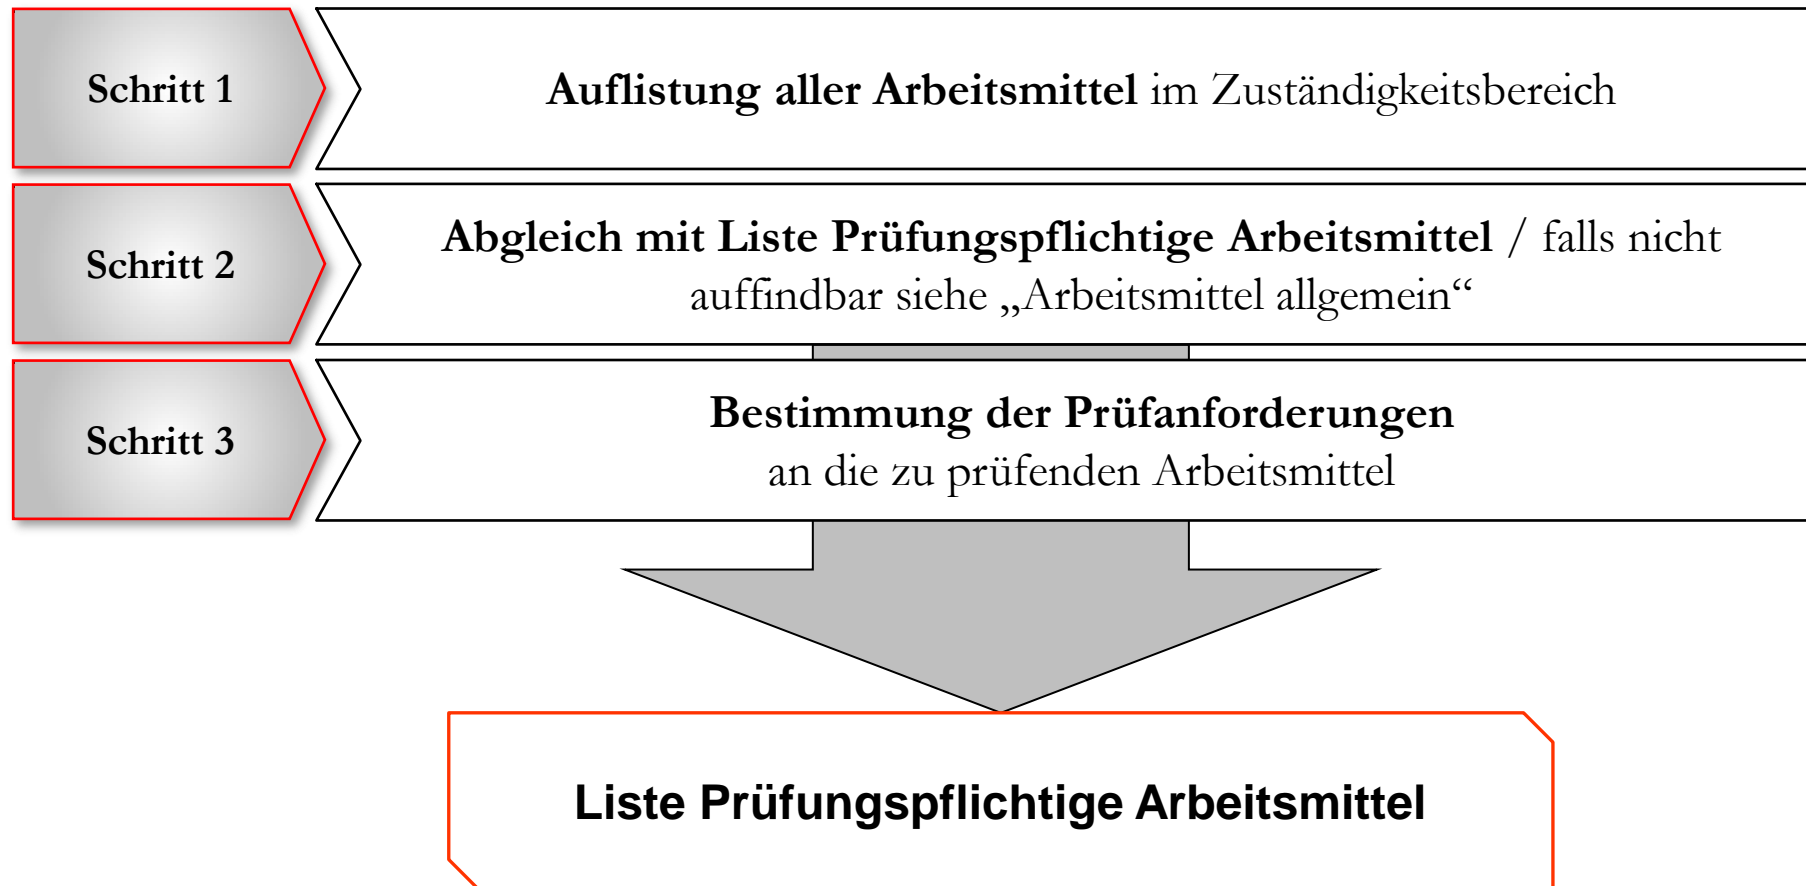 Schritt 1
Auflistung aller Arbeitsmittel im Zuständigkeitsbereich
Schritt 2
Abgleich mit Liste Prüfungspflichtige Arbeitsmittel / falls nicht
auffindbar siehe „Arbeitsmittel allgemein“
Schritt 3
Bestimmung der Prüfanforderungen
an die zu prüfenden Arbeitsmittel
Liste Prüfungspflichtige Arbeitsmittel